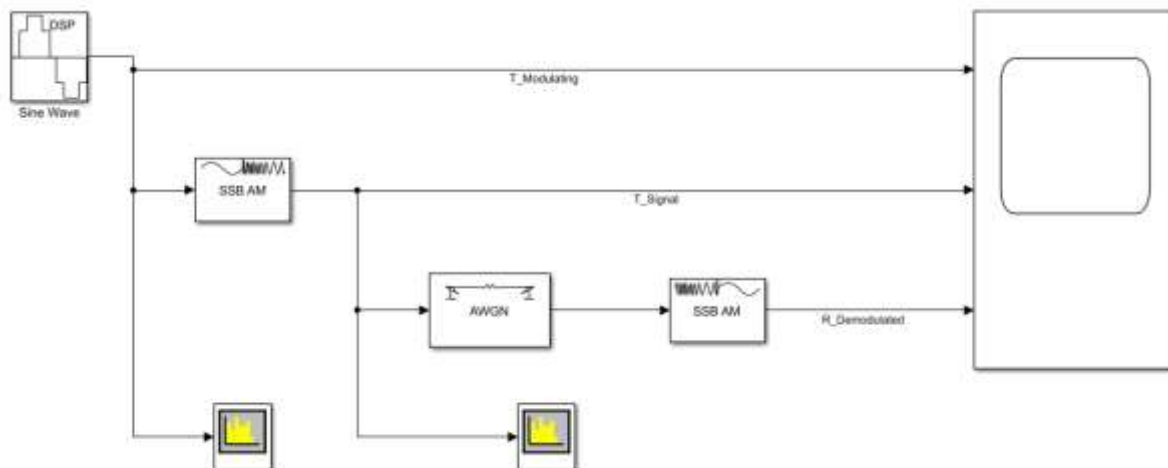 DSP
Sine Wave
T_Modulating
SSB AM
T_Signal
AWGN
SSB AM
R_Demodulated